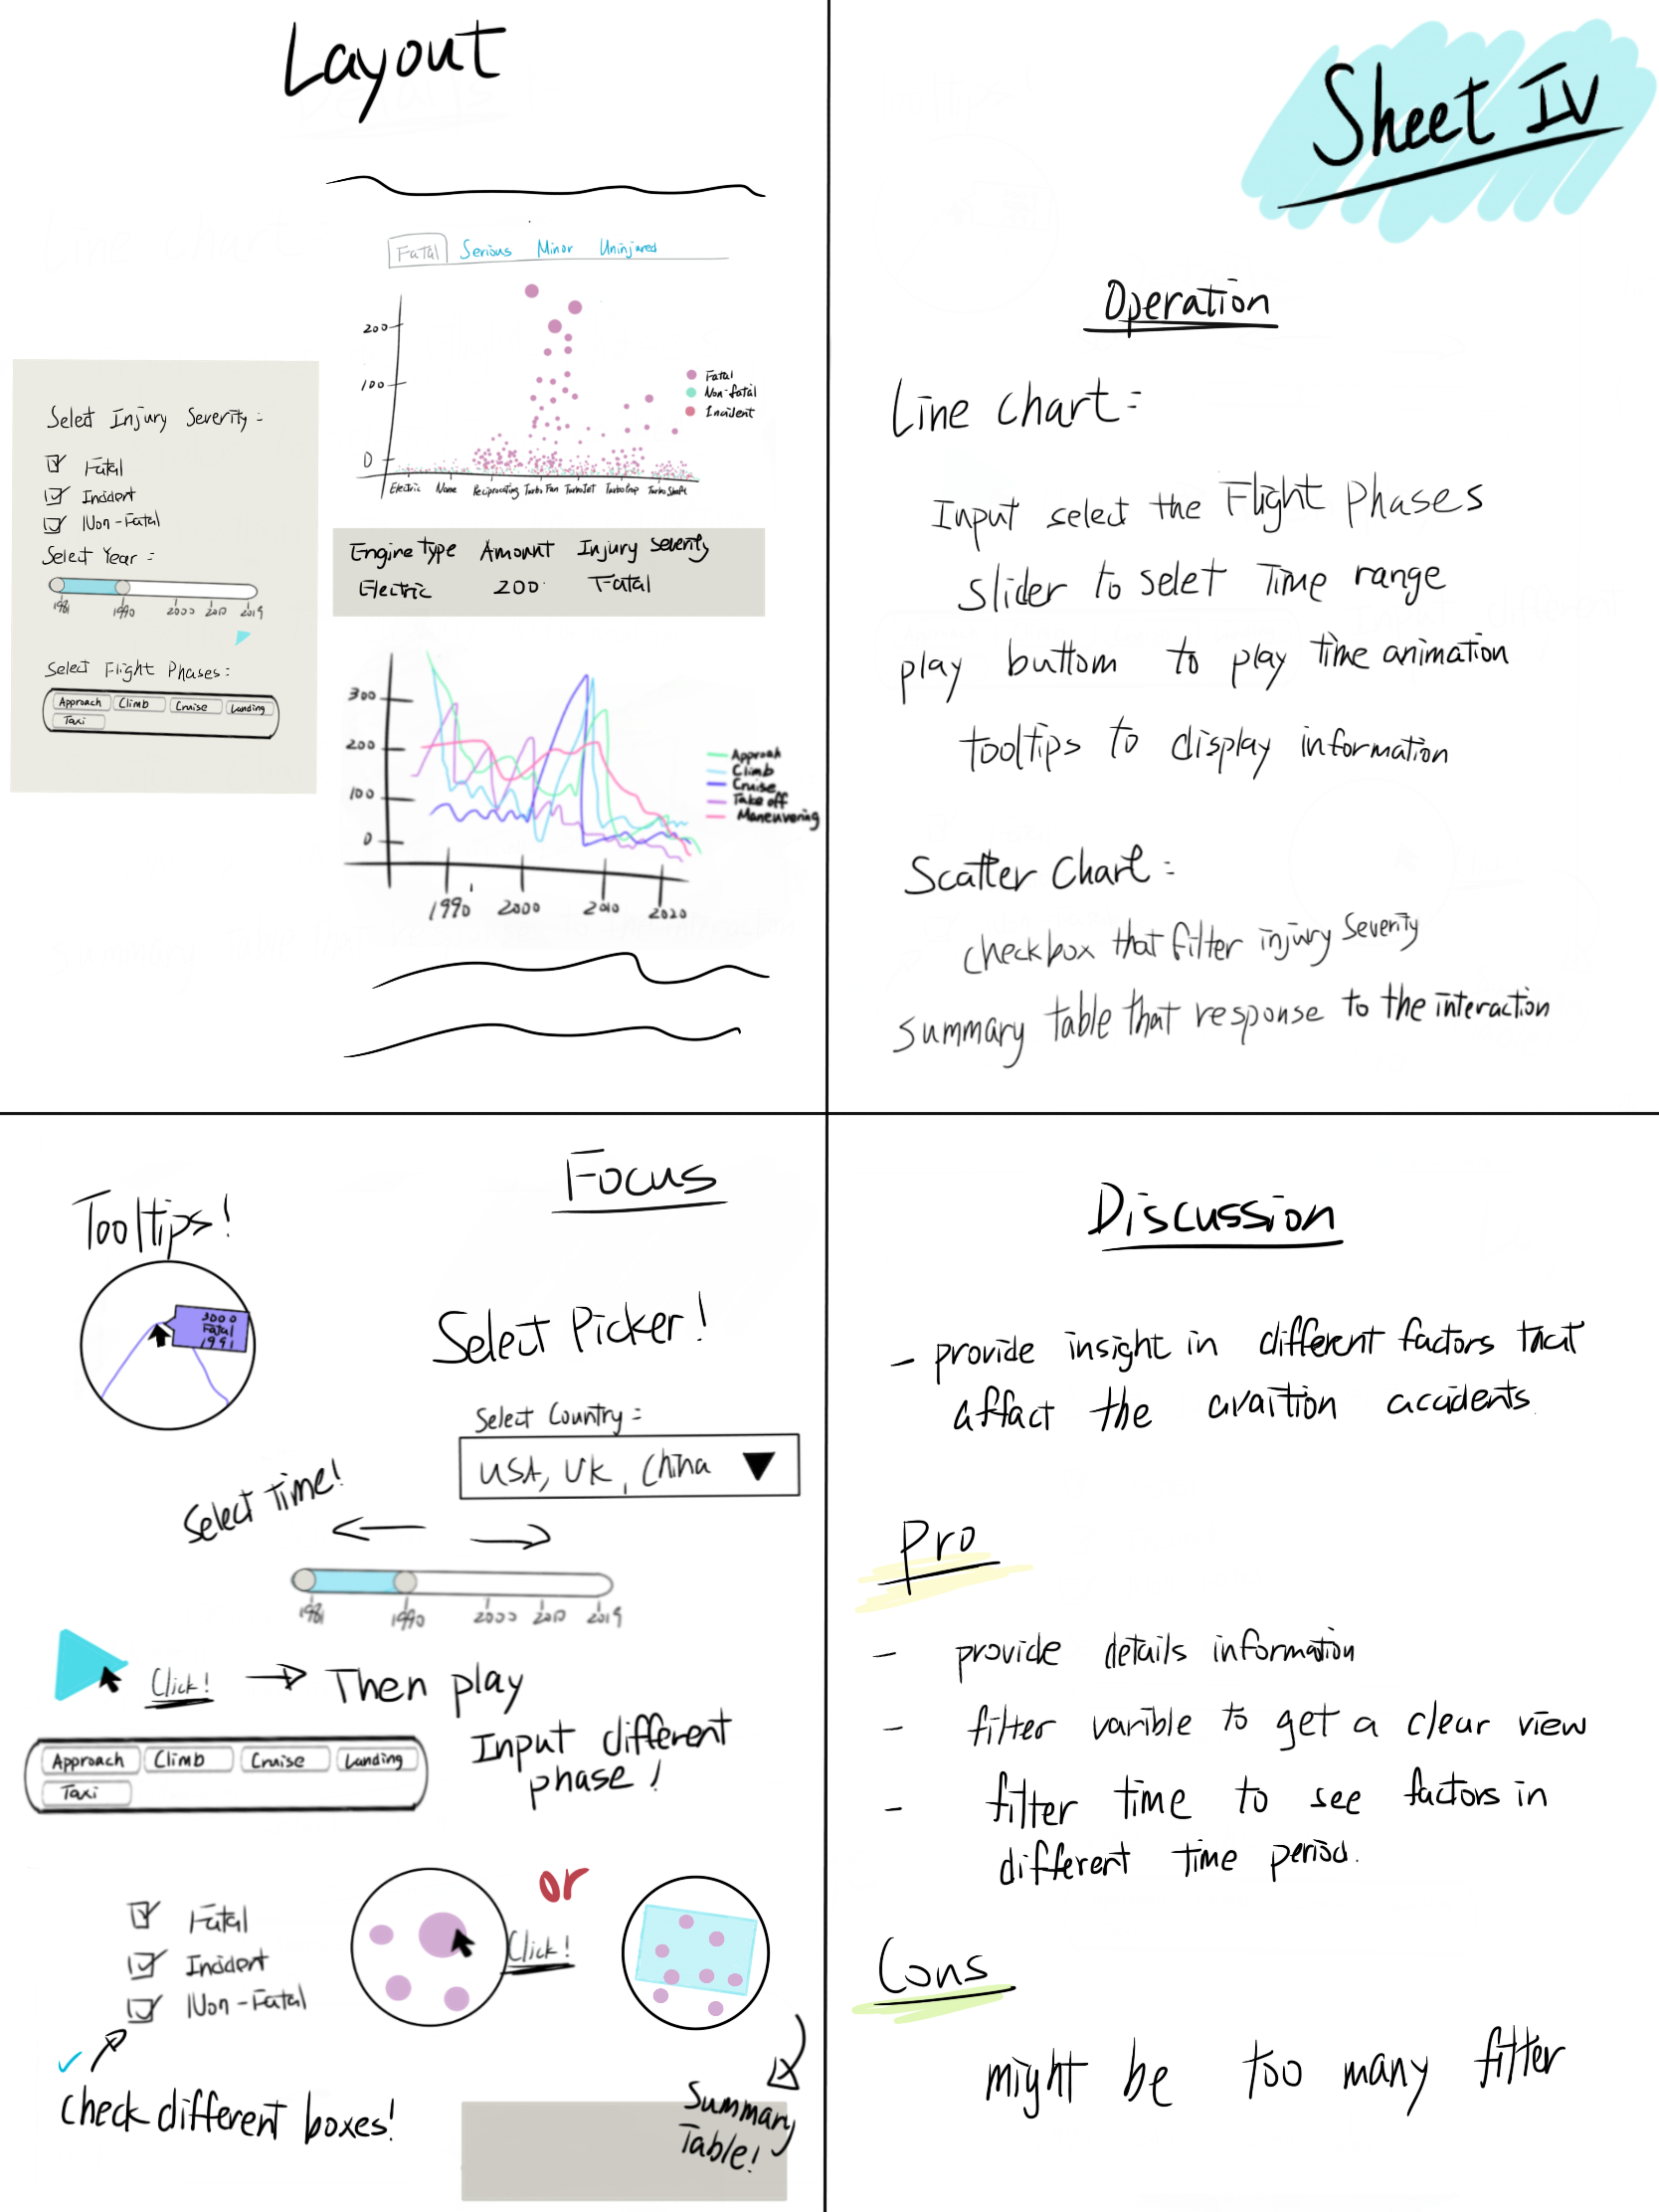 Layout
Fatal Serious Minor Uninjured
200
100
0
Fatal
Non-fatal
Incident
Electric None Reciprocating Turbo Fan TurboJet TurboProp Turbo Shaft
Select Injury Severity:
Fatal
Incident
Non-Fatal
Select Year:
1981 1990 2000 2010 2019
Select Flight Phases:
Approach Climb Cruise Landing
Taxi
Engine Type Amount Injury Severity
Electric 200 Fatal
300
200
100
0
Approah
Climb
Cruise
Take off
Maneuvering
1990 2000 2010 2020
Sheet IV
Operation
Line chart:
Input select the Flight Phases
slider to selet Time range
play buttom to play time animation
tooltips to display information
Scatter Chart:
checkbox that filter injury severity
summary table that response to the interaction
Focus
Tooltips!
3000
Fatal
1991
Select Picker!
Select Country:
USA, UK, China
Select Time!
1981 1990 2000 2010 2019
Click! Then play
Input different
phase!
Approach Climb Cruise Landing
Taxi
Fatal
Incident
Non-Fatal
or
Click!
check different boxes!
Summary
Table!
Discussion
- provide insight in different factors that
affact the avaition accidents.
Pro
- provide details information
- filter varible to get a clear view
- filter time to see factors in
different time period.
Cons
might be too many filter